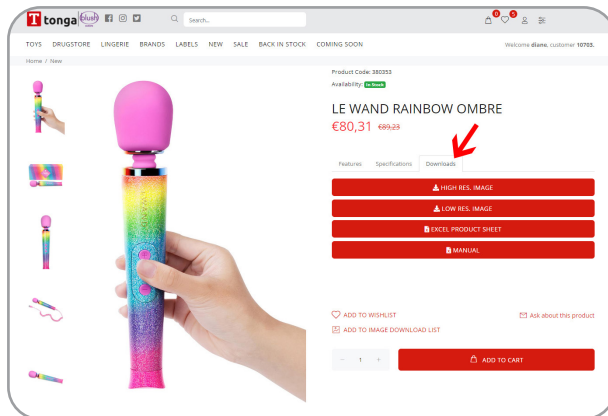 T tonga blush
0
5
Search...
TOYS DRUGSTORE LINGERIE BRANDS LABELS NEW SALE BACK IN STOCK COMING SOON
Welcome diane, customer 10703.
Home / New
Product Code: 380353
Availability: In Stock
LE WAND RAINBOW OMBRE
€80,31 €89,23
Features Specifications Downloads
HIGH RES. IMAGE
LOW RES. IMAGE
EXCEL PRODUCT SHEET
MANUAL
ADD TO WISHLIST
Ask about this product
ADD TO IMAGE DOWNLOAD LIST
− 1 +
ADD TO CART